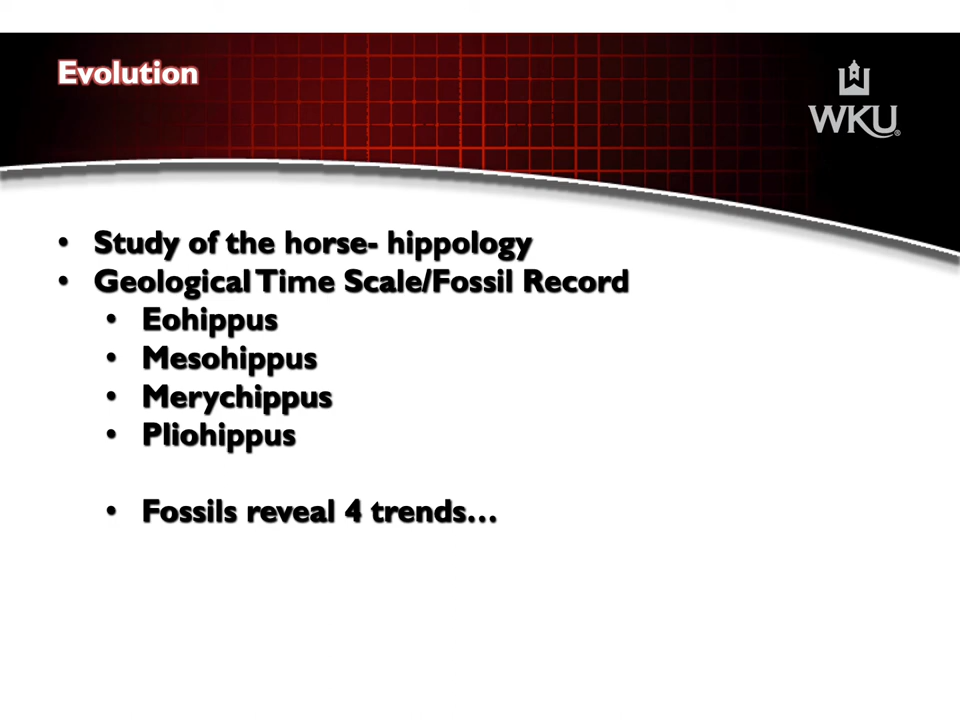 Evolution
WKU®
• Study of the horse- hippology
• Geological Time Scale/Fossil Record
• Eohippus
• Mesohippus
• Merychippus
• Pliohippus
• Fossils reveal 4 trends…